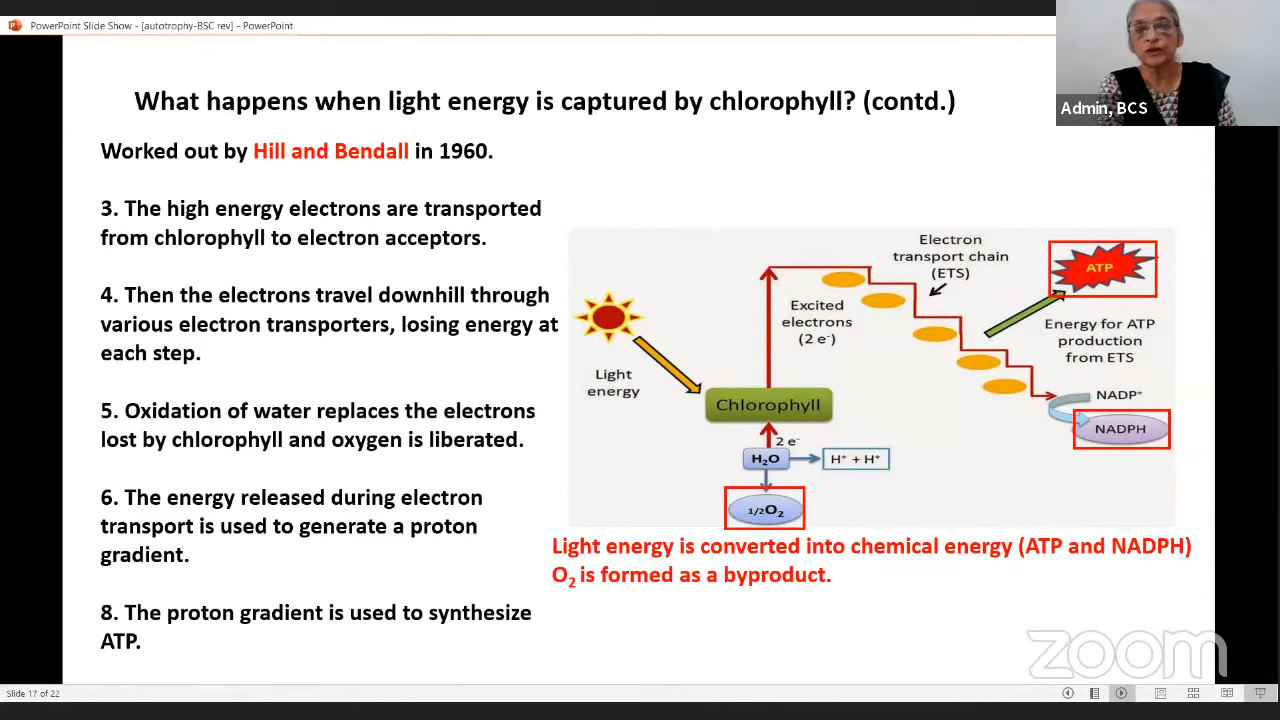 PowerPoint Slide Show - [autotrophy-BSC rev] - PowerPoint
Admin, BCS
What happens when light energy is captured by chlorophyll? (contd.)
Worked out by Hill and Bendall in 1960.
3. The high energy electrons are transported
from chlorophyll to electron acceptors.
4. Then the electrons travel downhill through
various electron transporters, losing energy at
each step.
5. Oxidation of water replaces the electrons
lost by chlorophyll and oxygen is liberated.
6. The energy released during electron
transport is used to generate a proton
gradient.
8. The proton gradient is used to synthesize
ATP.
Electron
transport chain
(ETS)
ATP
Excited
electrons
(2 e⁻)
Energy for ATP
production
from ETS
Light
energy
Chlorophyll
NADP⁺
NADPH
2 e⁻
H₂O
H⁺ + H⁺
1/2O₂
Light energy is converted into chemical energy (ATP and NADPH)
O₂ is formed as a byproduct.
zoom
Slide 17 of 22